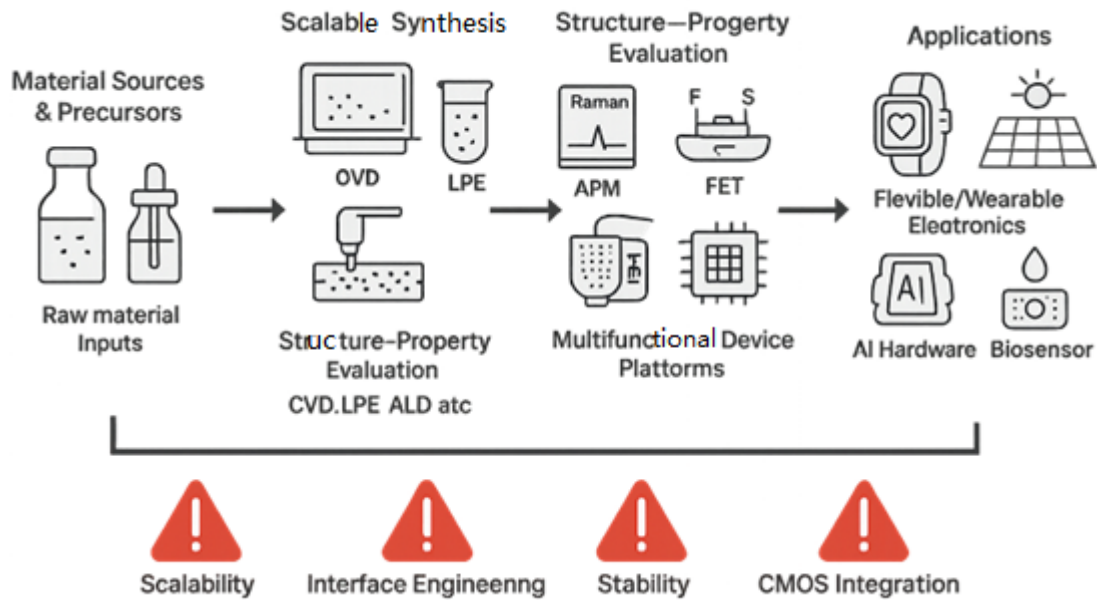 Material Sources
& Precursors
Raw material
Inputs
Scalable Synthesis
OVD
LPE
Structure-Property
Evaluation
CVD.LPE ALD atc
Structure-Progerty
Evaluation
Raman
APM
F S
FET
Multifunctional Device
Plattorms
Applications
Flevible/Wearable
Eleotronics
AI
AI Hardware
Biosensor
Scalability
Interface Engineenng
Stability
CMOS Integration